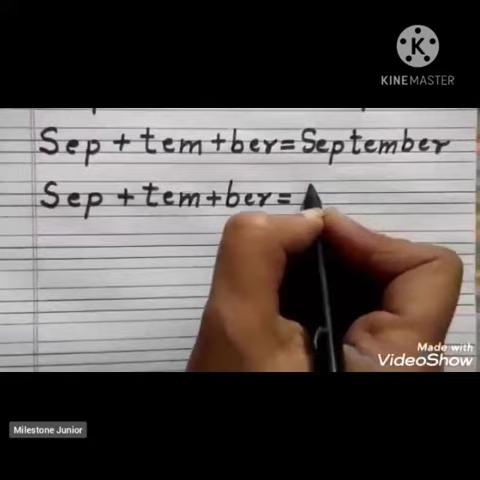 KINEMASTER
Sep + tem + ber = September
Sep + tem + ber =
Made with
VideoShow
Milestone Junior